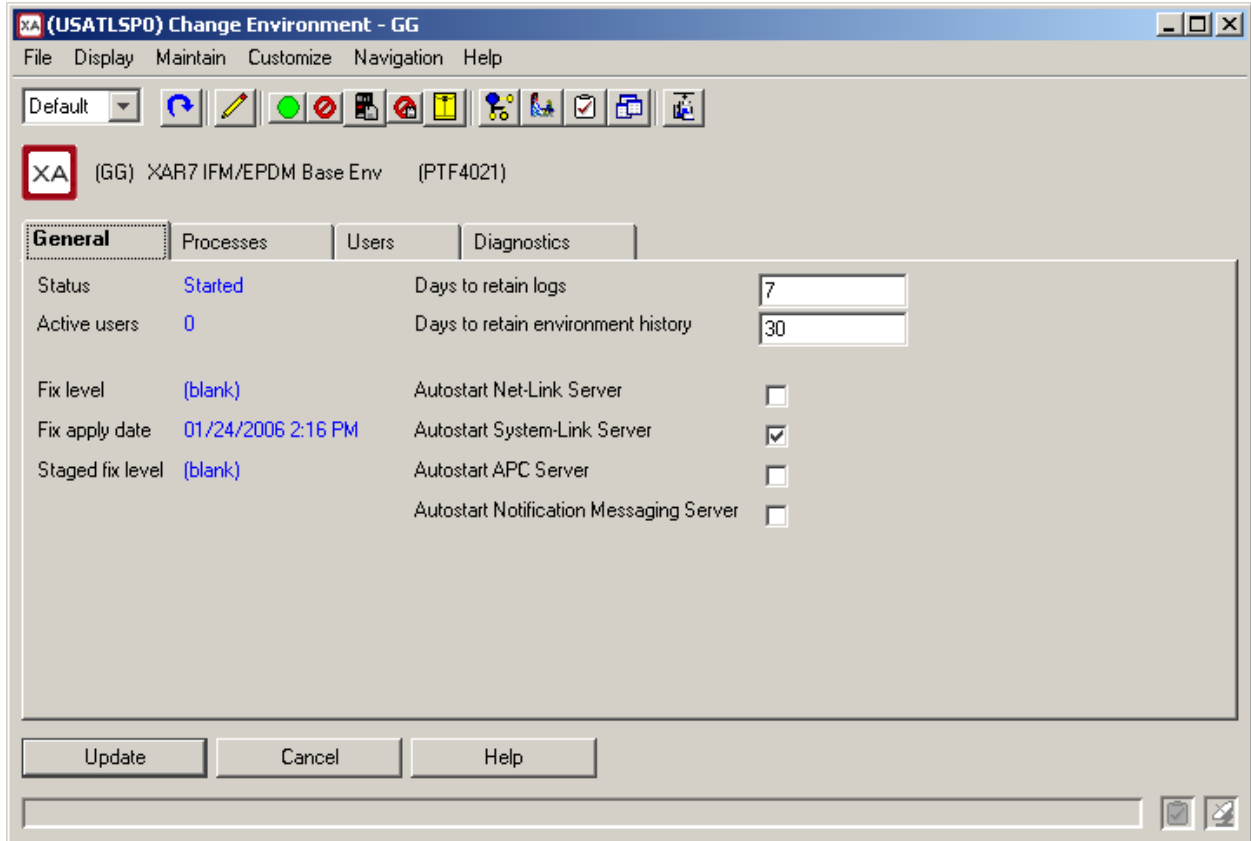 XA (USATLSP0) Change Environment - GG
File Display Maintain Customize Navigation Help
Default
XA (GG) XAR7 IFM/EPDM Base Env (PTF4021)
General Processes Users Diagnostics
Status Started Days to retain logs 7
Active users 0 Days to retain environment history 30
Fix level (blank) Autostart Net-Link Server
Fix apply date 01/24/2006 2:16 PM Autostart System-Link Server
Staged fix level (blank) Autostart APC Server
Autostart Notification Messaging Server
Update Cancel Help